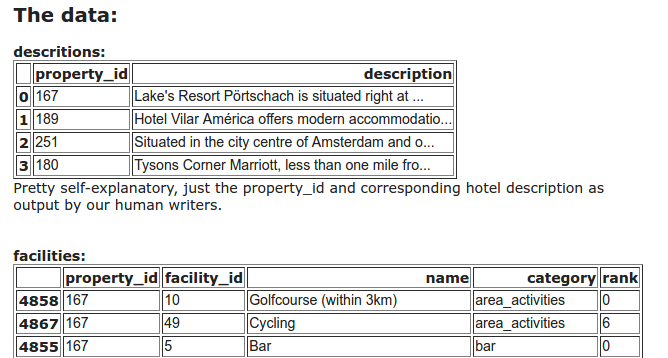 The data:
descritions:
property_id description
0 167 Lake's Resort Pörtschach is situated right at ...
1 189 Hotel Vilar América offers modern accommodatio...
2 251 Situated in the city centre of Amsterdam and o...
3 180 Tysons Corner Marriott, less than one mile fro...
Pretty self-explanatory, just the property_id and corresponding hotel description as
output by our human writers.
facilities:
property_id facility_id name category rank
4858 167 10 Golfcourse (within 3km) area_activities 0
4867 167 49 Cycling area_activities 6
4855 167 5 Bar bar 0